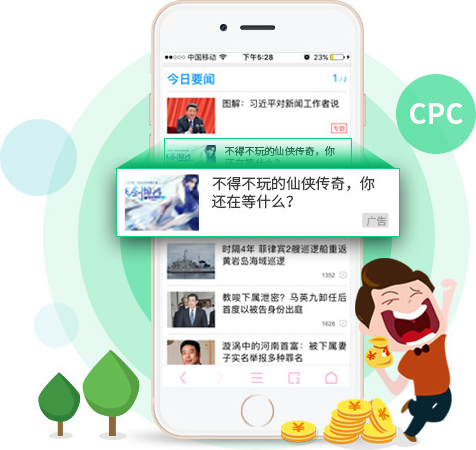 中国移动
下午5:28
23%
今日要闻
1 / 2
图解：习近平对新闻工作者说
专题
CPC
不得不玩的仙侠传奇，你
还在等什么？
不得不玩的仙侠传奇，你
还在等什么？
广告
时隔4年 菲律宾2艘巡逻船重返
黄岩岛海域巡逻
1352
教唆下属泄密？马英九卸任后
首度以被告身份出庭
1628
漩涡中的河南首富：被下属妻
子实名举报多种罪名
2
¥
¥
¥
¥